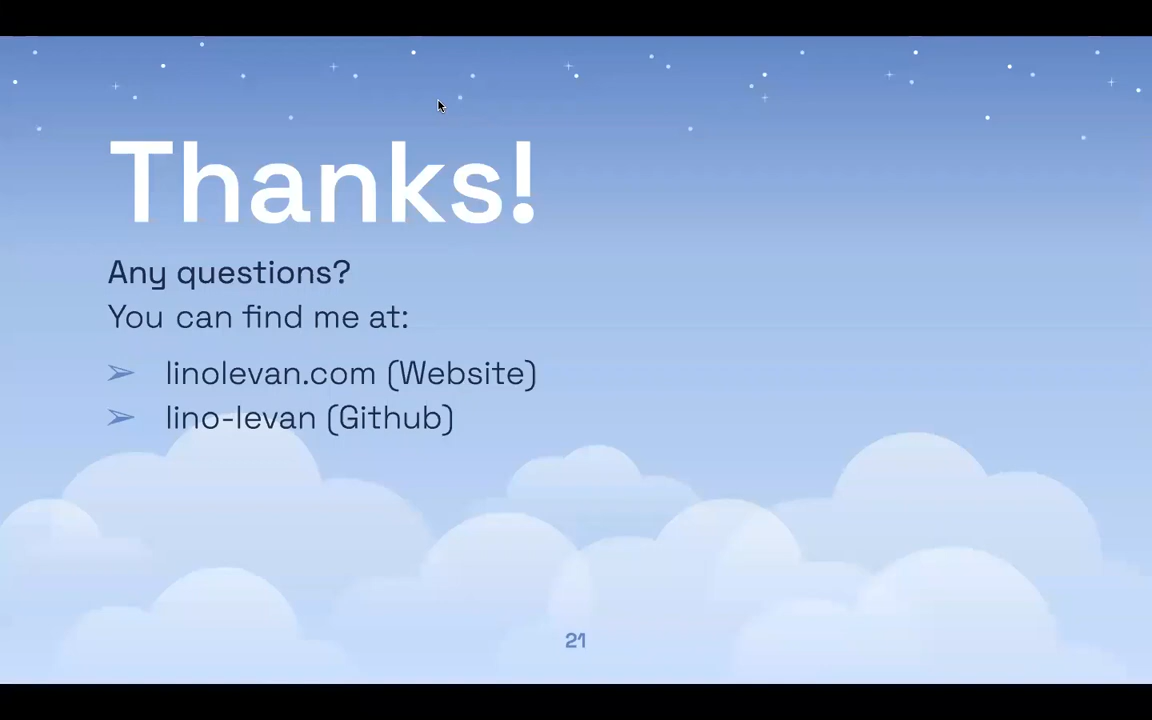 Thanks!
Any questions?
You can find me at:
➢ linolevan.com (Website)
➢ lino-levan (Github)
21